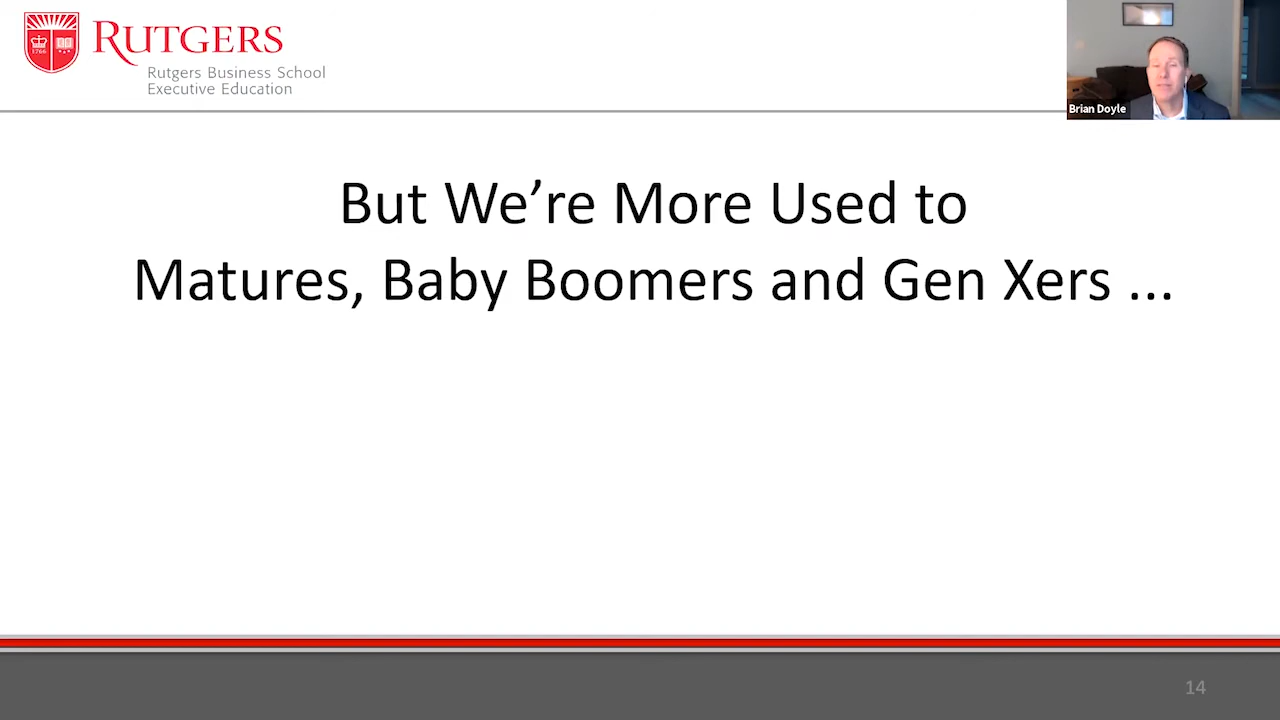 RUTGERS
Rutgers Business School
Executive Education
1766
Brian Doyle
But We’re More Used to
Matures, Baby Boomers and Gen Xers ...
14